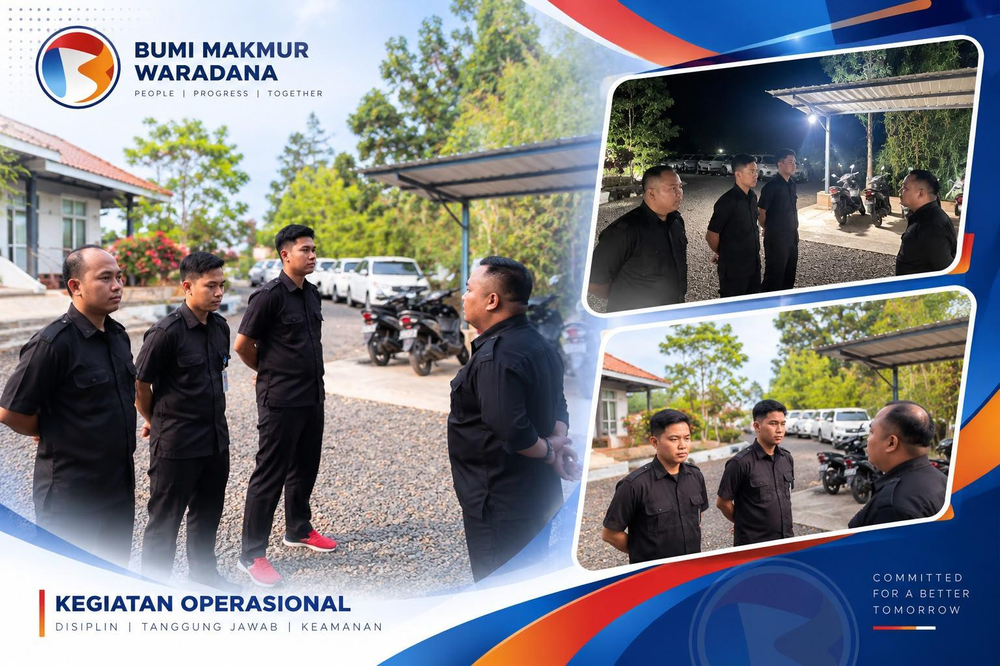 BUMI MAKMUR
WARADANA
PEOPLE | PROGRESS | TOGETHER
KEGIATAN OPERASIONAL
DISIPLIN | TANGGUNG JAWAB | KEAMANAN
COMMITTED
FOR A BETTER
TOMORROW